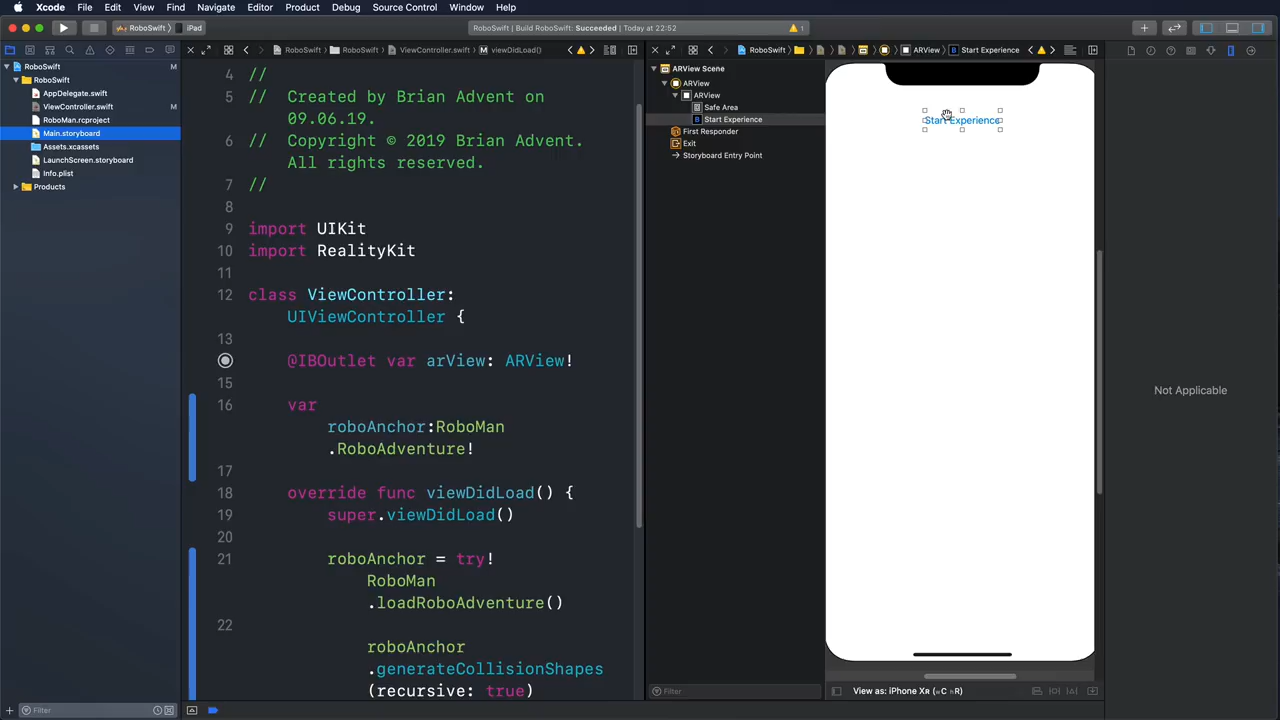 Xcode File Edit View Find Navigate Editor Product Debug Source Control Window Help
RoboSwift iPad
RoboSwift | Build RoboSwift: Succeeded | Today at 22:52
1
RoboSwift RoboSwift ViewController.swift viewDidLoad()
RoboSwift ARView Start Experience
RoboSwift M
RoboSwift
AppDelegate.swift
ViewController.swift M
RoboMan.rcproject
Main.storyboard
Assets.xcassets
LaunchScreen.storyboard
Info.plist
Products
Filter
4 //
5 // Created by Brian Advent on
09.06.19.
6 // Copyright © 2019 Brian Advent.
All rights reserved.
7 //
8
9 import UIKit
10 import RealityKit
11
12 class ViewController:
UIViewController {
13
@IBOutlet var arView: ARView!
15
16 var
roboAnchor:RoboMan
.RoboAdventure!
17
18 override func viewDidLoad() {
19 super.viewDidLoad()
20
21 roboAnchor = try!
RoboMan
.loadRoboAdventure()
22
roboAnchor
.generateCollisionShapes
(recursive: true)
ARView Scene
ARView
ARView
Safe Area
B Start Experience
First Responder
Exit
Storyboard Entry Point
Filter
Start Experience
View as: iPhone XR (wC hR)
Not Applicable